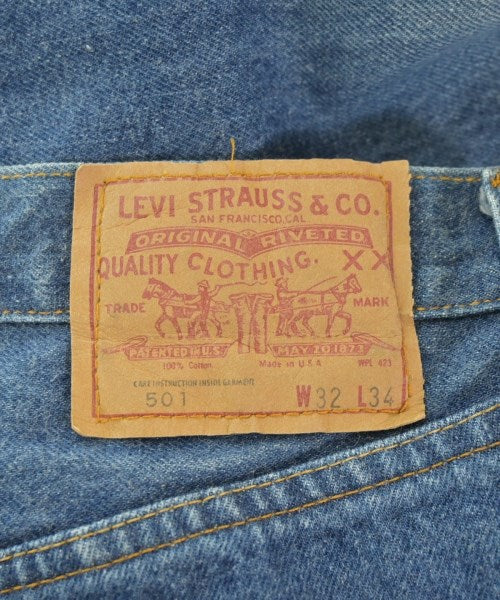 LEVI STRAUSS & CO.
SAN FRANCISCO, CAL
ORIGINAL RIVETED
QUALITY CLOTHING. XX
TRADE MARK
PATENTED IN U.S. MAY 20 1873
100% Cotton Made in U.S.A WPL 423
CARE INSTRUCTION INSIDE GARMENT
501 W32 L34